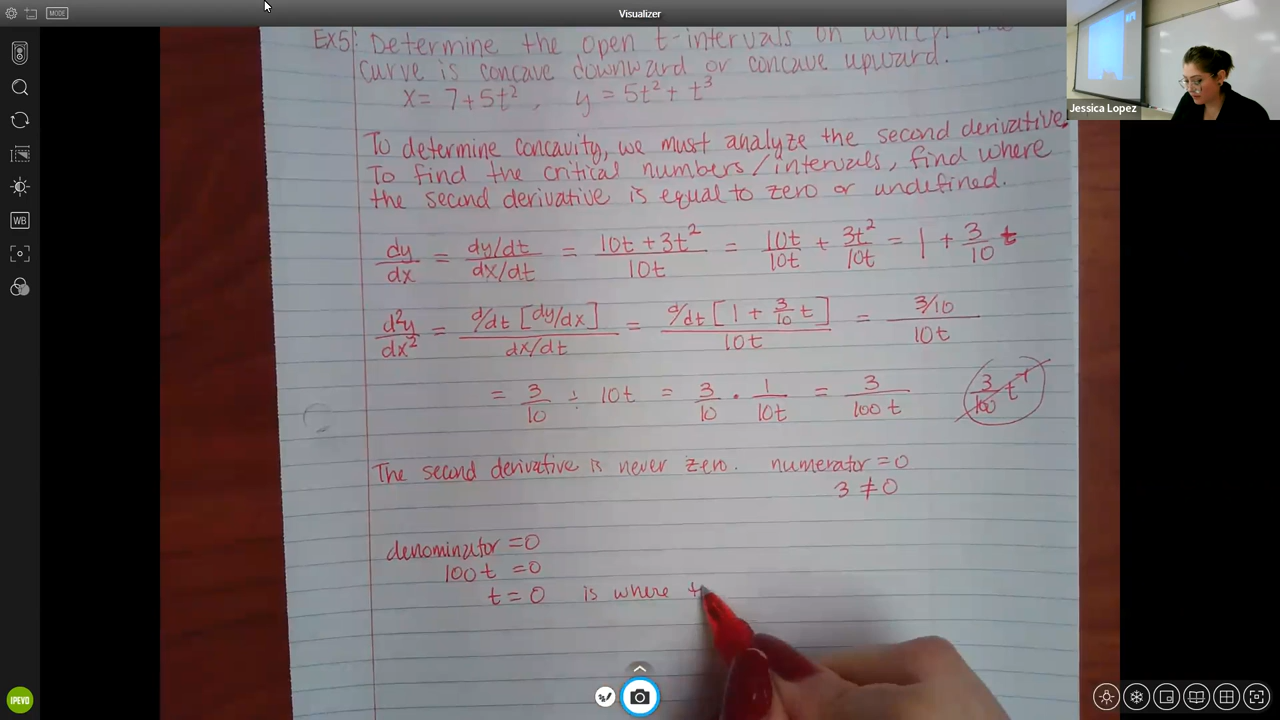 MODE
Visualizer
Ex5: Determine the open t-intervals on which the
curve is concave downward or concave upward.
x = 7+5t², y = 5t² + t³
To determine concavity, we must analyze the second derivative.
To find the critical numbers/intervals, find where
the second derivative is equal to zero or undefined.
dy/dx = (dy/dt)/(dx/dt) = (10t + 3t²)/(10t) = 10t/10t + 3t²/10t = 1 + 3/10 t
d²y/dx² = (d/dt [dy/dx])/(dx/dt) = (d/dt [1 + 3/10 t])/(10t) = (3/10)/(10t)
= 3/10 ÷ 10t = 3/10 · 1/10t = 3/100t
The second derivative is never zero. numerator = 0
3 ≠ 0
denominator = 0
100t = 0
t = 0 is where t
Jessica Lopez
WB
IPEVO